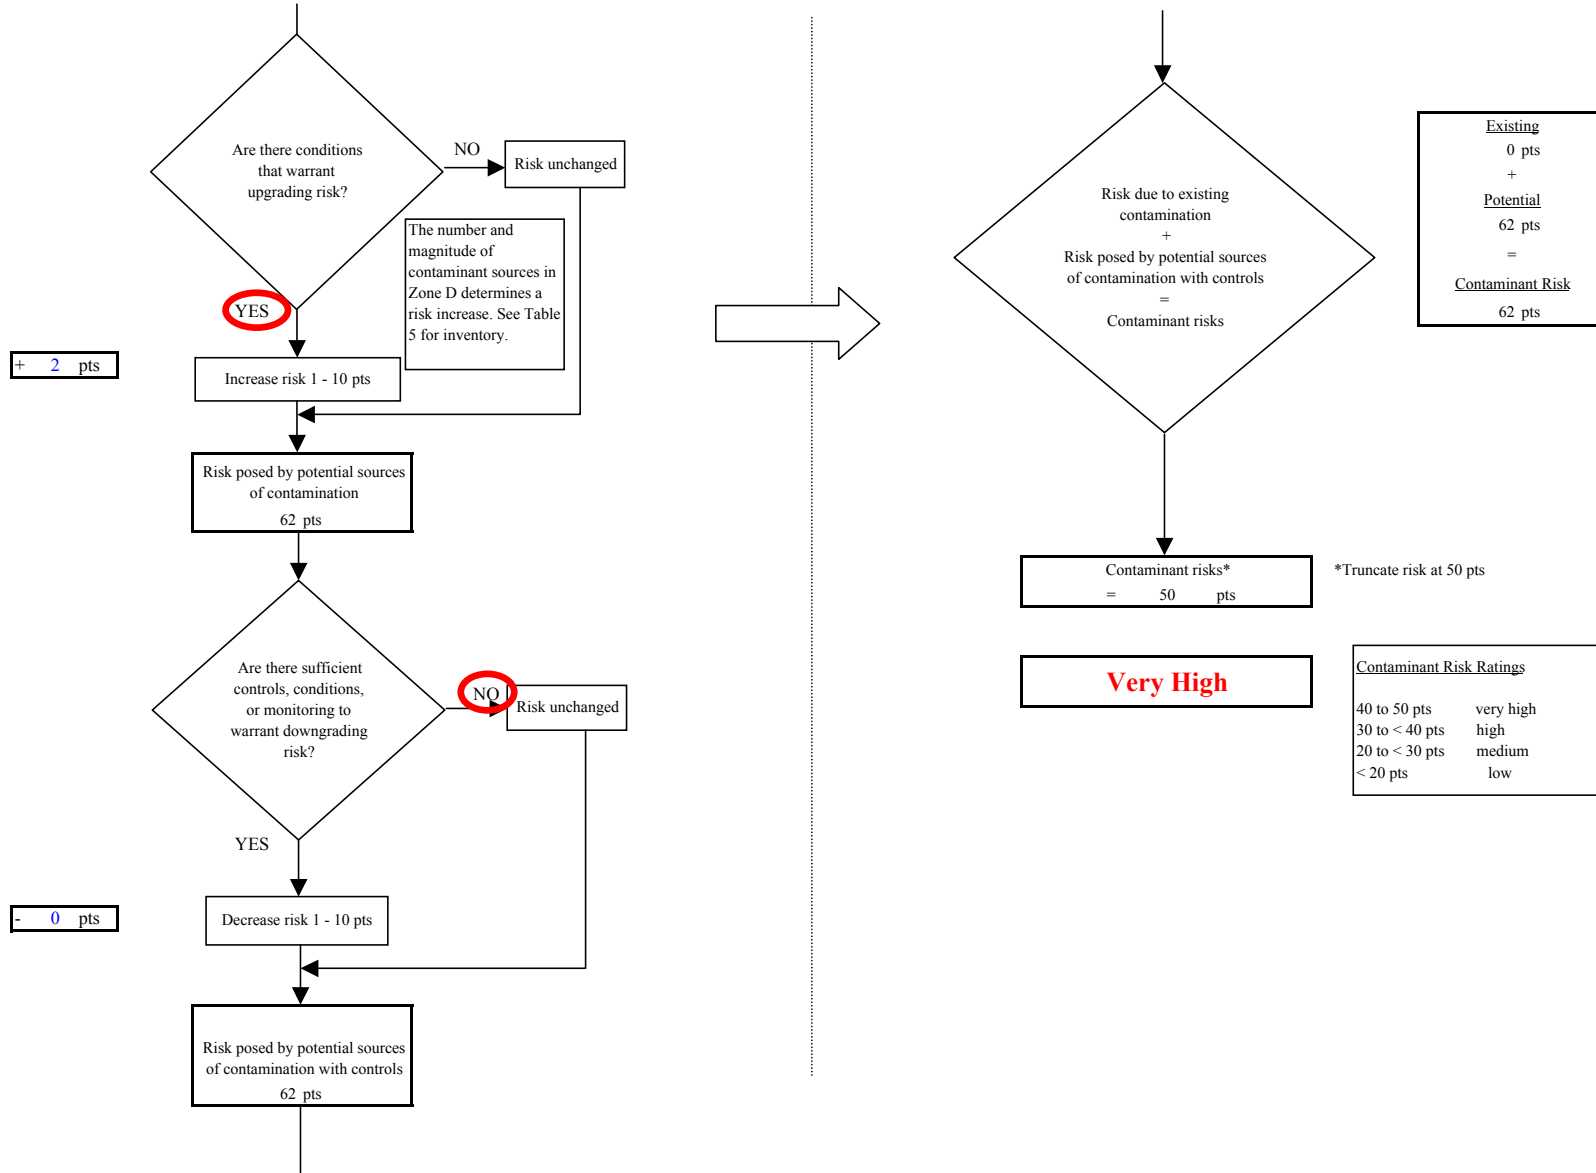 Are there conditions
that warrant
upgrading risk?
NO
Risk unchanged
The number and
magnitude of
contaminant sources in
Zone D determines a
risk increase. See Table
5 for inventory.
YES
+ 2 pts
Increase risk 1 - 10 pts
Risk posed by potential sources
of contamination
62 pts
Are there sufficient
controls, conditions,
or monitoring to
warrant downgrading
risk?
NO
Risk unchanged
YES
- 0 pts
Decrease risk 1 - 10 pts
Risk posed by potential sources
of contamination with controls
62 pts
Risk due to existing
contamination
+
Risk posed by potential sources
of contamination with controls
=
Contaminant risks
Existing
0 pts
+
Potential
62 pts
=
Contaminant Risk
62 pts
Contaminant risks*
= 50 pts
*Truncate risk at 50 pts
Very High
Contaminant Risk Ratings
40 to 50 pts very high
30 to < 40 pts high
20 to < 30 pts medium
< 20 pts low